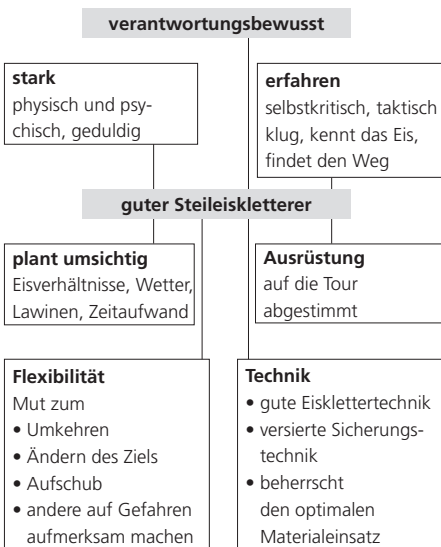 verantwortungsbewusst
stark
physisch und psy-
chisch, geduldig
erfahren
selbstkritisch, taktisch
klug, kennt das Eis,
findet den Weg
guter Steileiskletterer
plant umsichtig
Eisverhältnisse, Wetter,
Lawinen, Zeitaufwand
Ausrüstung
auf die Tour
abgestimmt
Flexibilität
Mut zum
• Umkehren
• Ändern des Ziels
• Aufschub
• andere auf Gefahren
aufmerksam machen
Technik
• gute Eisklettertechnik
• versierte Sicherungs-
technik
• beherrscht
den optimalen
Materialeinsatz